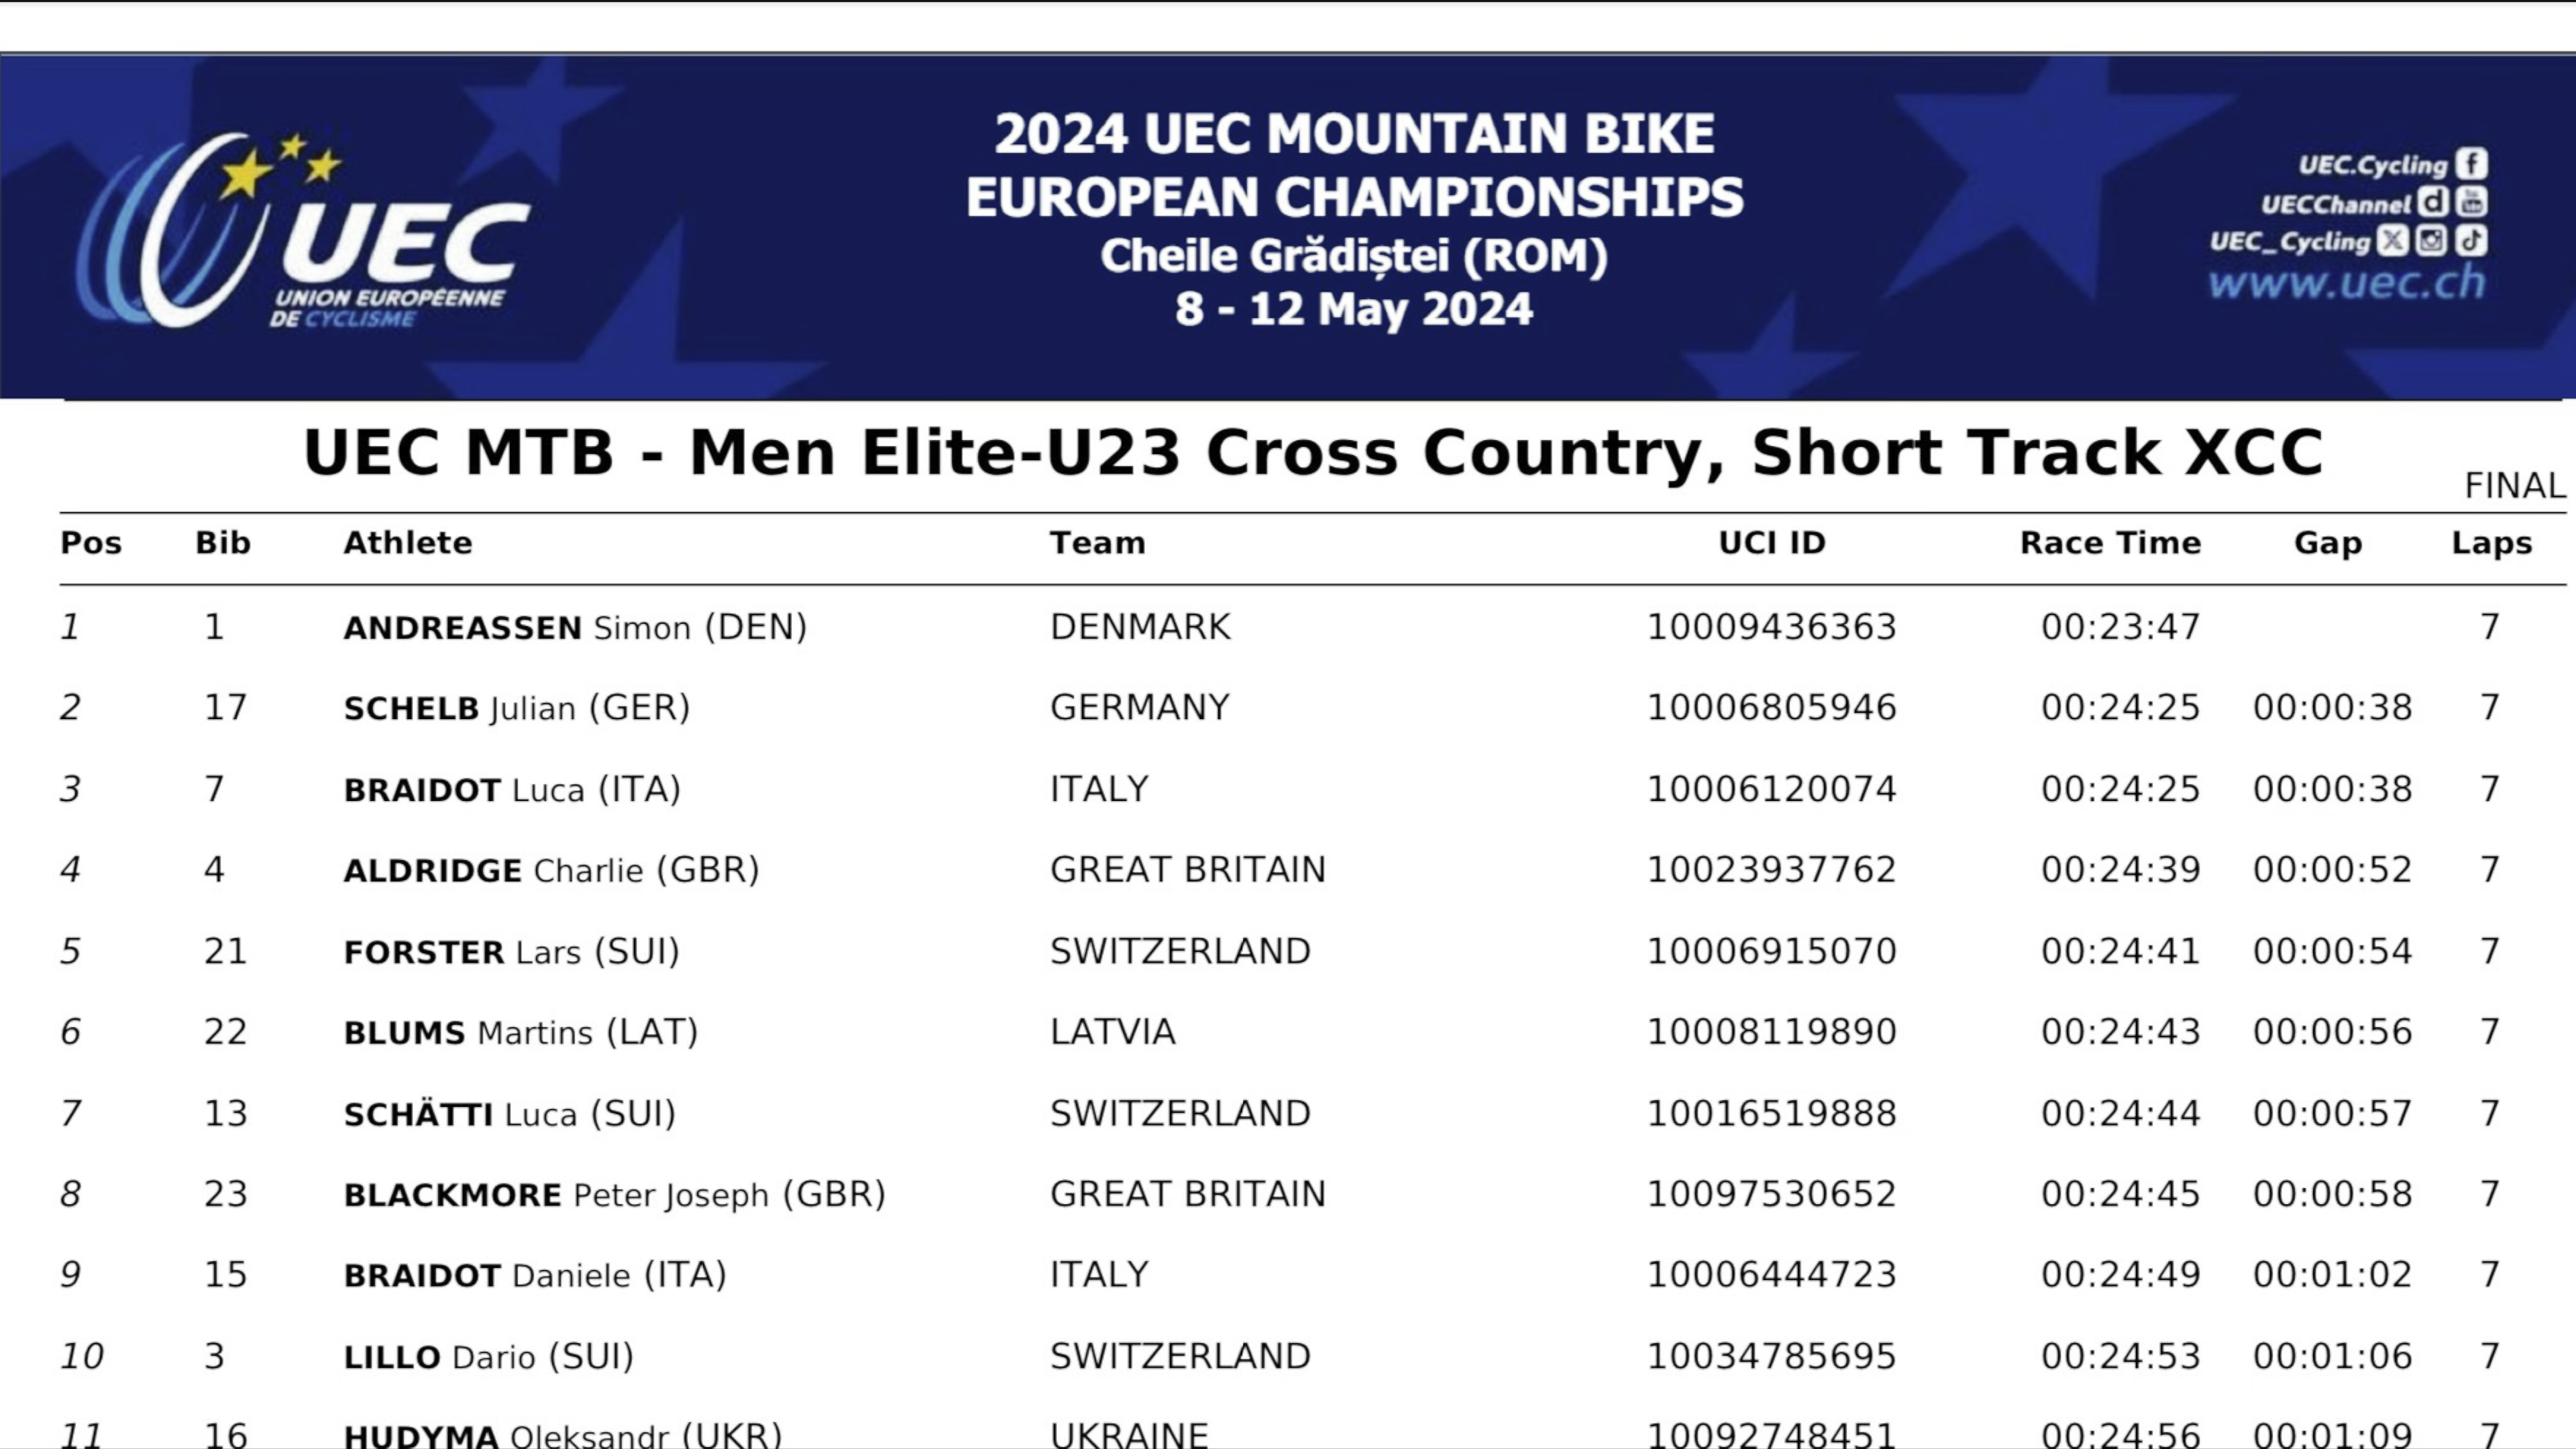 UEC
UNION EUROPÉENNE
DE CYCLISME
2024 UEC MOUNTAIN BIKE
EUROPEAN CHAMPIONSHIPS
Cheile Grădiștei (ROM)
8 - 12 May 2024
UEC.Cycling
UECChannel
UEC_Cycling
www.uec.ch
UEC MTB - Men Elite-U23 Cross Country, Short Track XCC
FINAL
Pos Bib Athlete Team UCI ID Race Time Gap Laps
1 1 ANDREASSEN Simon (DEN) DENMARK 10009436363 00:23:47 7
2 17 SCHELB Julian (GER) GERMANY 10006805946 00:24:25 00:00:38 7
3 7 BRAIDOT Luca (ITA) ITALY 10006120074 00:24:25 00:00:38 7
4 4 ALDRIDGE Charlie (GBR) GREAT BRITAIN 10023937762 00:24:39 00:00:52 7
5 21 FORSTER Lars (SUI) SWITZERLAND 10006915070 00:24:41 00:00:54 7
6 22 BLUMS Martins (LAT) LATVIA 10008119890 00:24:43 00:00:56 7
7 13 SCHÄTTI Luca (SUI) SWITZERLAND 10016519888 00:24:44 00:00:57 7
8 23 BLACKMORE Peter Joseph (GBR) GREAT BRITAIN 10097530652 00:24:45 00:00:58 7
9 15 BRAIDOT Daniele (ITA) ITALY 10006444723 00:24:49 00:01:02 7
10 3 LILLO Dario (SUI) SWITZERLAND 10034785695 00:24:53 00:01:06 7
11 16 HUDYMA Oleksandr (UKR) UKRAINE 10092748451 00:24:56 00:01:09 7